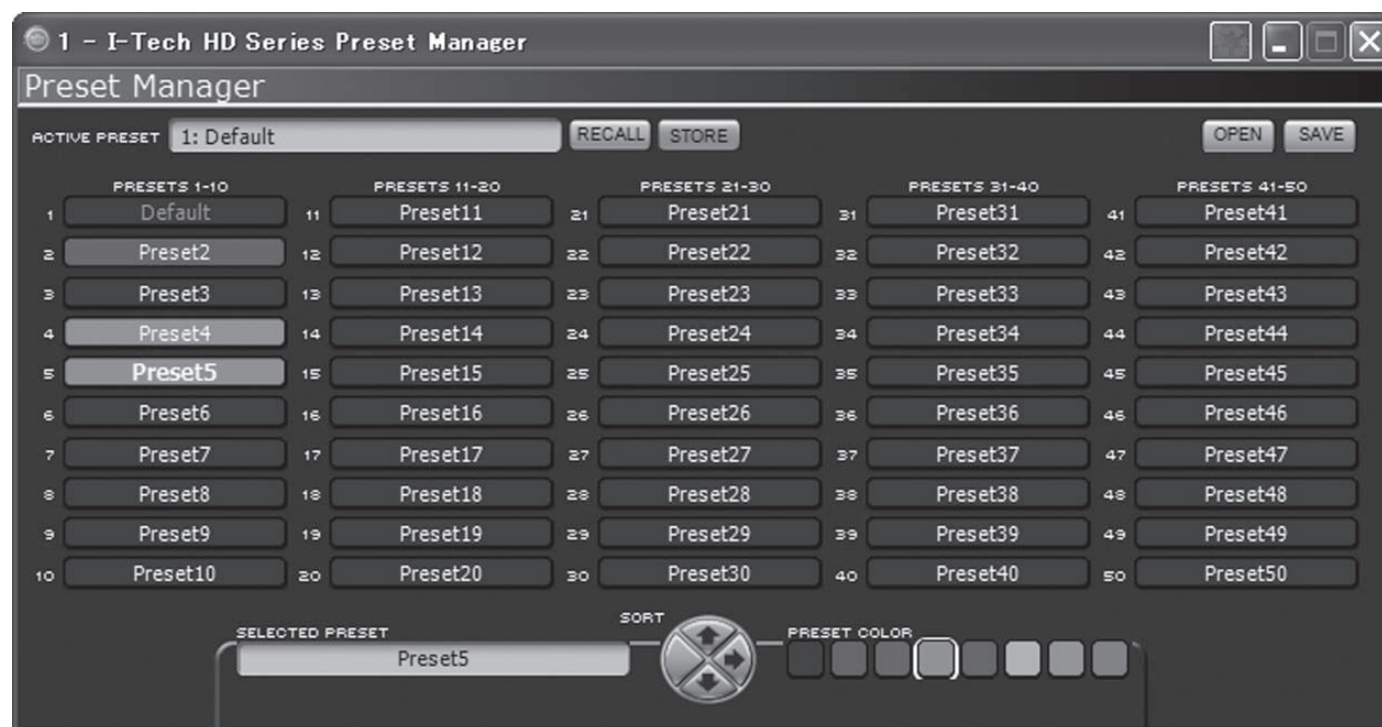 1 - I-Tech HD Series Preset Manager
Preset Manager
ACTIVE PRESET 1: Default RECALL STORE OPEN SAVE
PRESETS 1-10 PRESETS 11-20 PRESETS 21-30 PRESETS 31-40 PRESETS 41-50
1 Default 11 Preset11 21 Preset21 31 Preset31 41 Preset41
2 Preset2 12 Preset12 22 Preset22 32 Preset32 42 Preset42
3 Preset3 13 Preset13 23 Preset23 33 Preset33 43 Preset43
4 Preset4 14 Preset14 24 Preset24 34 Preset34 44 Preset44
5 Preset5 15 Preset15 25 Preset25 35 Preset35 45 Preset45
6 Preset6 16 Preset16 26 Preset26 36 Preset36 46 Preset46
7 Preset7 17 Preset17 27 Preset27 37 Preset37 47 Preset47
8 Preset8 18 Preset18 28 Preset28 38 Preset38 48 Preset48
9 Preset9 19 Preset19 29 Preset29 39 Preset39 49 Preset49
10 Preset10 20 Preset20 30 Preset30 40 Preset40 50 Preset50
SELECTED PRESET SORT PRESET COLOR
Preset5